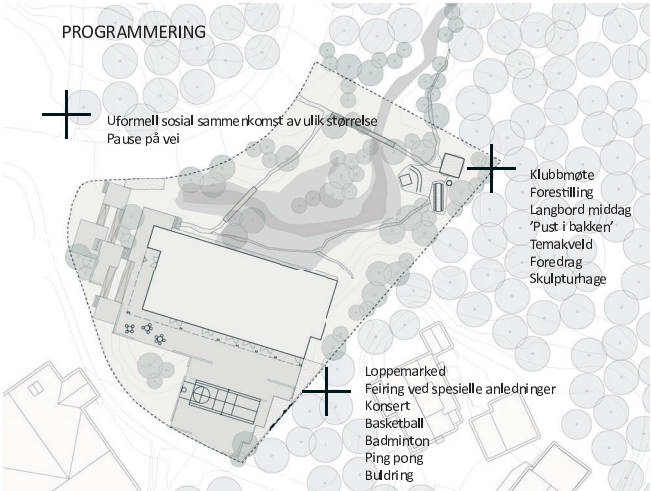 PROGRAMMERING
Uformell sosial sammenkomst av ulik størrelse
Pause på vei
Klubbmøte
Forestilling
Langbord middag
'Pust i bakken'
Temakveld
Foredrag
Skulpturhage
Loppemarked
Feiring ved spesielle anledninger
Konsert
Basketball
Badminton
Ping pong
Buldring